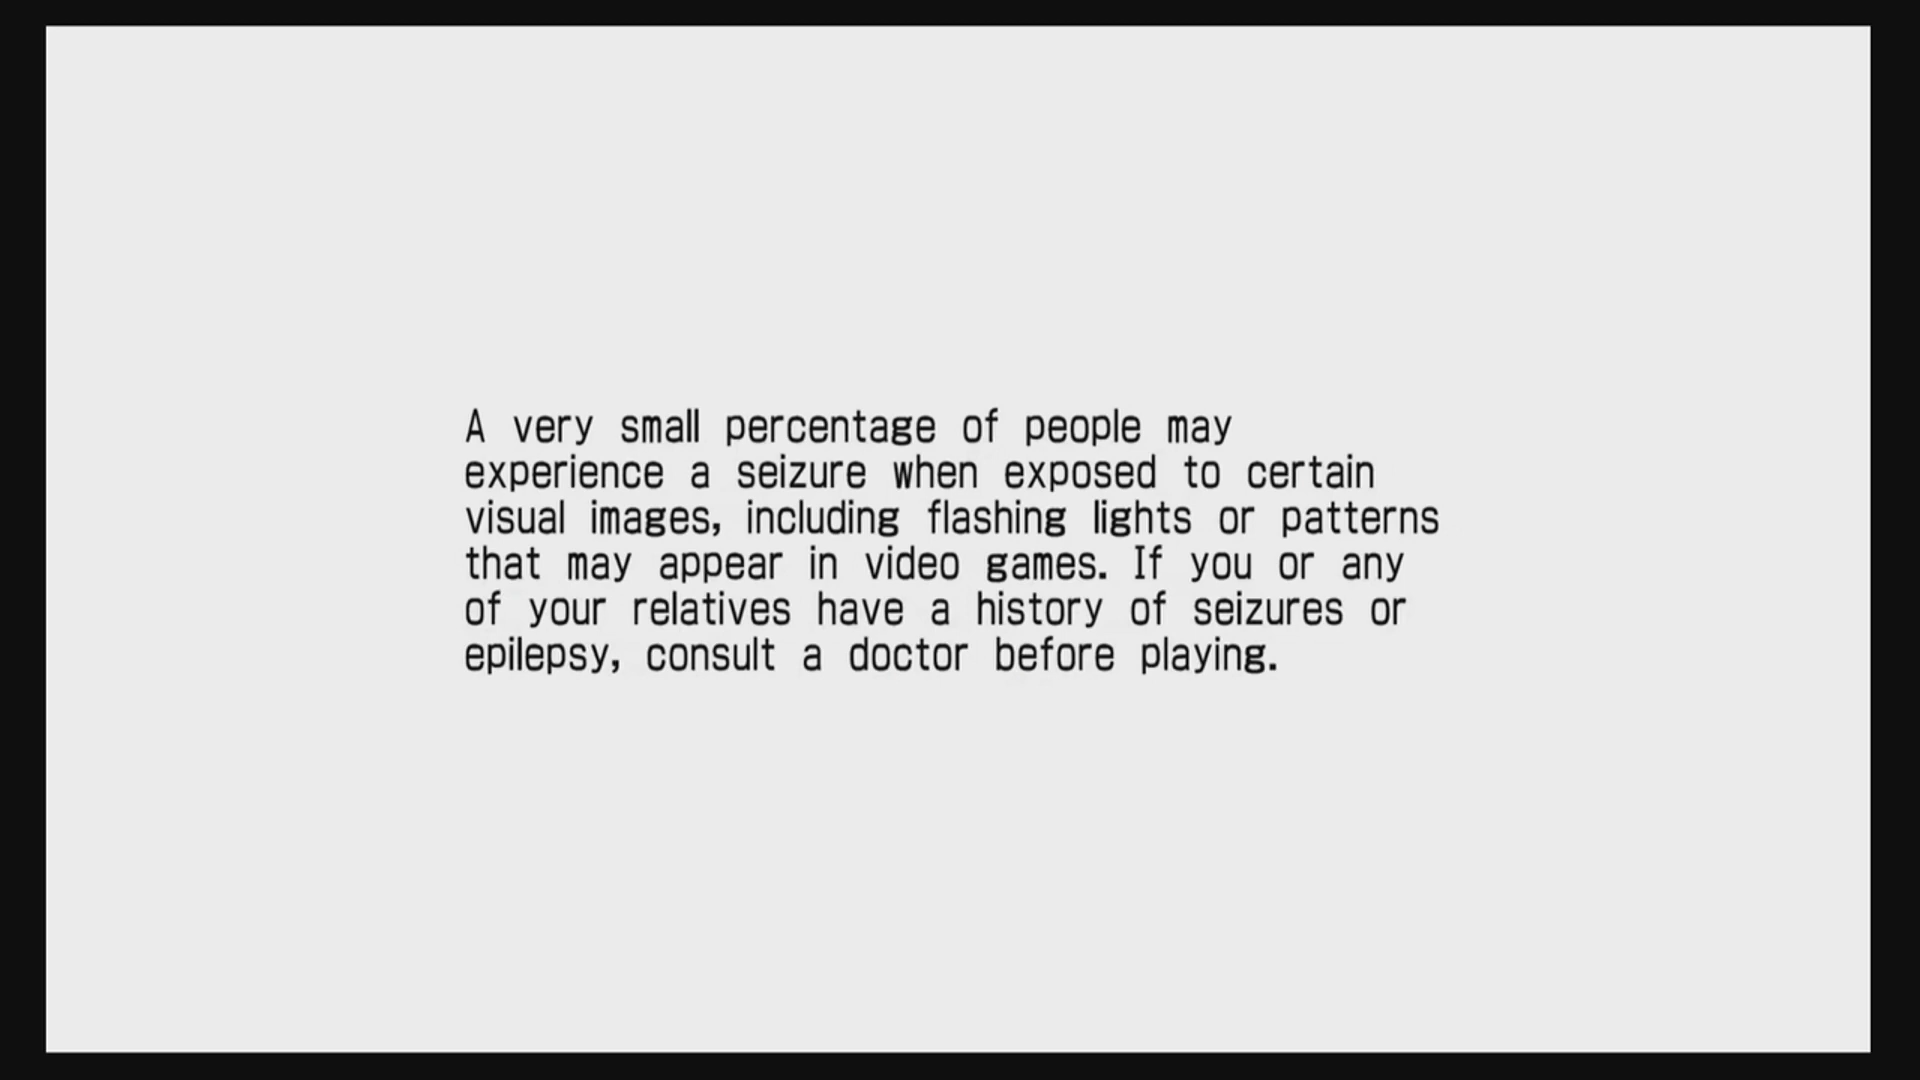 A very small percentage of people may
experience a seizure when exposed to certain
visual images, including flashing lights or patterns
that may appear in video games. If you or any
of your relatives have a history of seizures or
epilepsy, consult a doctor before playing.